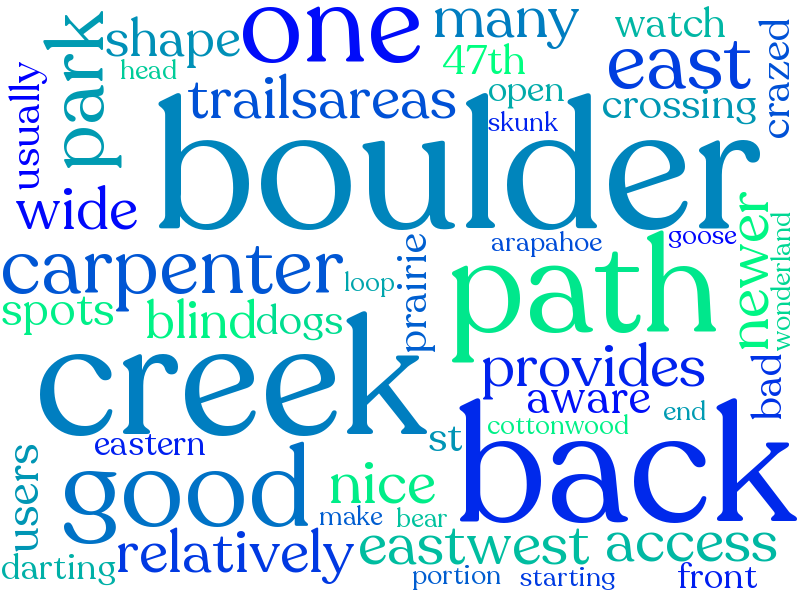 one
many
watch
shape
park
head
47th
east
crazed
usually
trailsareas
open
crossing
skunk
boulder
wide
arapahoe
goose
newer
wonderland
carpenter
loop
prairie
path
spots
blind
dogs
creek
provides
bad
aware
end
back
eastern
st
cottonwood
users
good
nice
make
bear
relatively
eastwest
access
darting
portion
starting
front